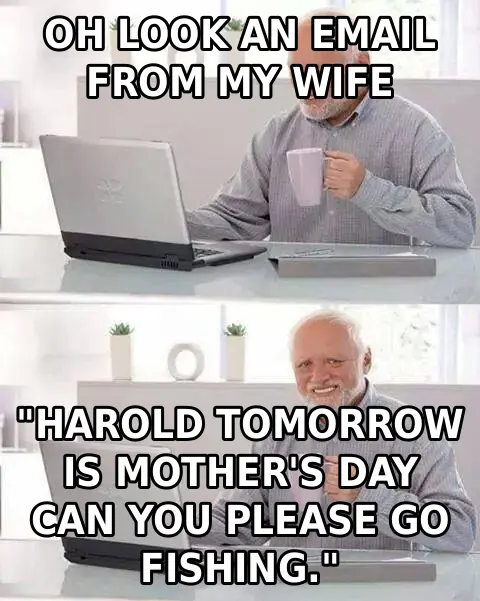 OH LOOK AN EMAIL
FROM MY WIFE
"HAROLD TOMORROW
IS MOTHER'S DAY
CAN YOU PLEASE GO
FISHING."